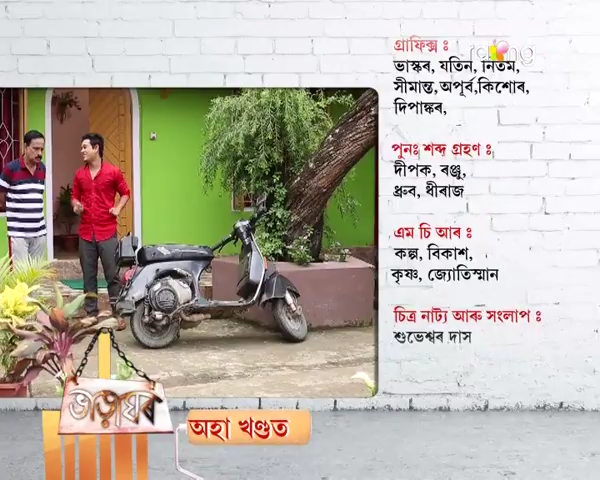 গ্ৰাফিক্স ঃ
ভাস্কৰ, যতিন, নিতম,
সীমান্ত,অপূৰ্ব,কিশোৰ,
দিপাঙ্কৰ,
পুনঃ শব্দ গ্ৰহণ ঃ
দীপক, ৰঞ্জু,
ধ্ৰুব, ধীৰাজ
এম চি আৰ ঃ
কল্প, বিকাশ,
কৃষ্ণ, জ্যোতিস্মান
চিত্ৰ নাট্য আৰু সংলাপ ঃ
শুভেশ্বৰ দাস
ভাড়াঘৰ
অহা খণ্ডত